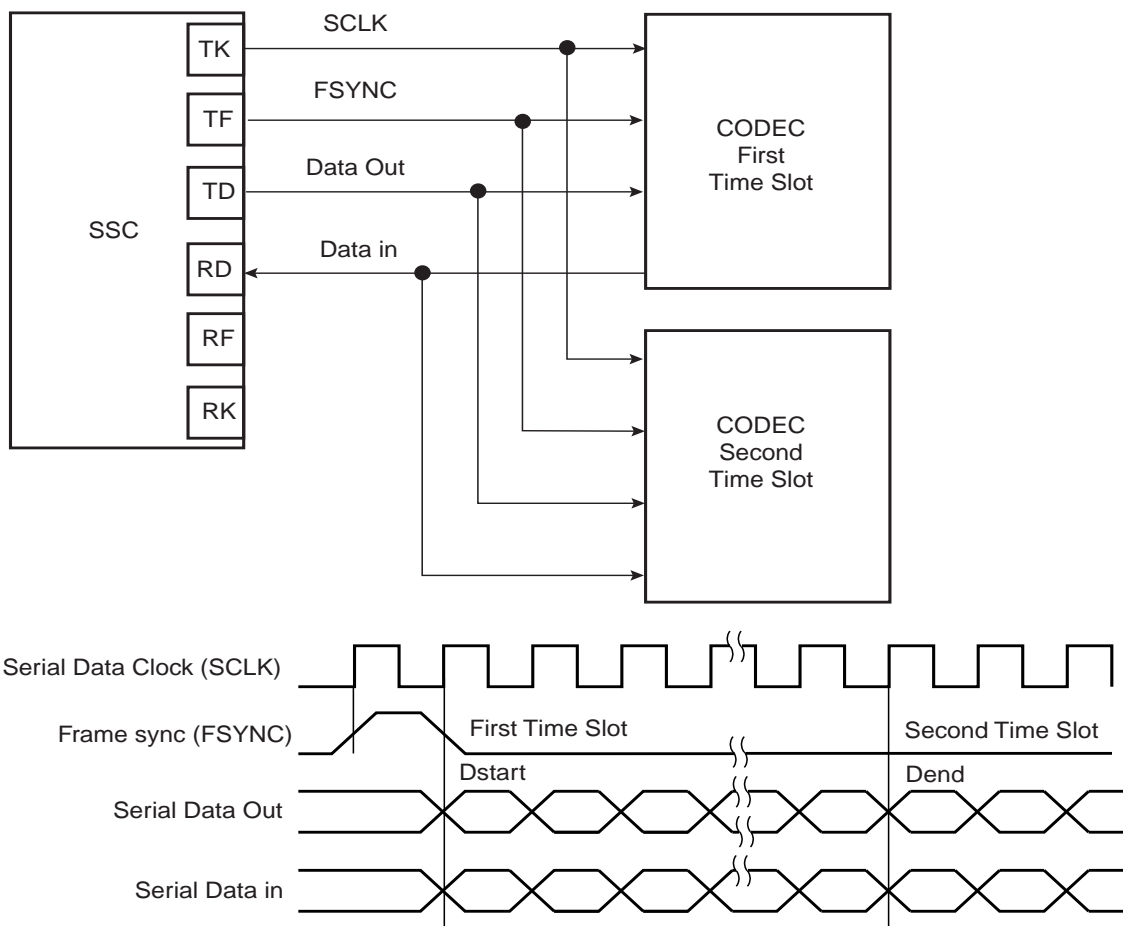 SSC
TK
TF
TD
RD
RF
RK
SCLK
FSYNC
Data Out
Data in
CODEC
First
Time Slot
CODEC
Second
Time Slot
Serial Data Clock (SCLK)
Frame sync (FSYNC)
First Time Slot
Second Time Slot
Dstart
Dend
Serial Data Out
Serial Data in